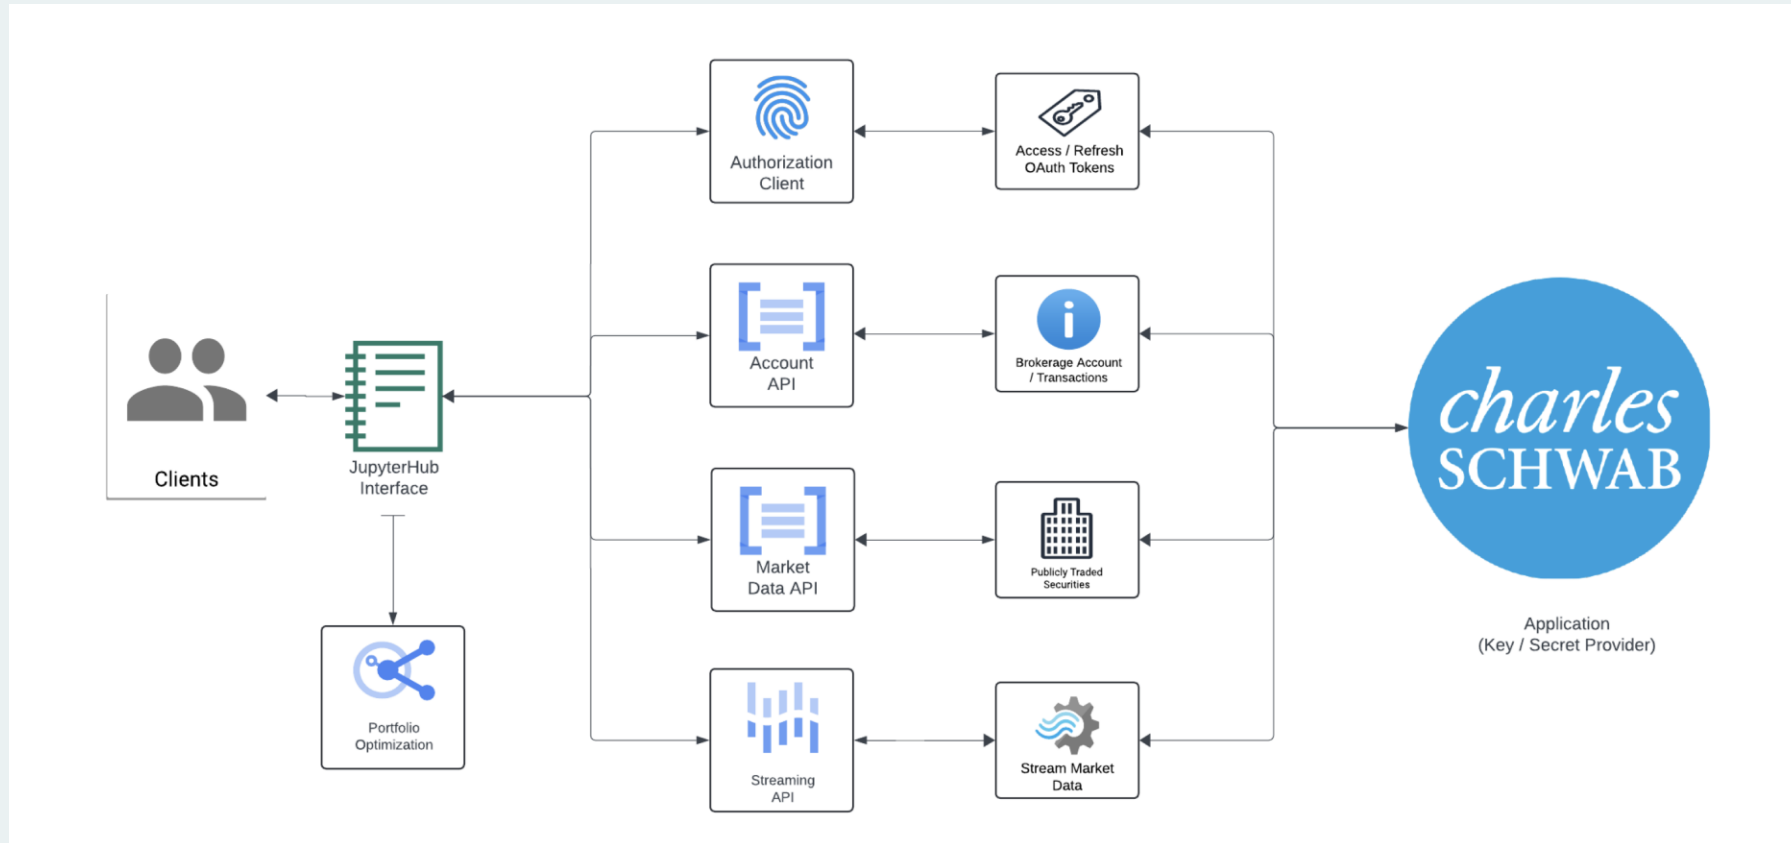 Authorization
Client
Access / Refresh
OAuth Tokens
Account
API
Brokerage Account
/ Transactions
Clients
JupyterHub
Interface
charles
SCHWAB
Market
Data API
Publicly Traded
Securities
Application
(Key / Secret Provider)
Portfolio
Optimization
Streaming
API
Stream Market
Data